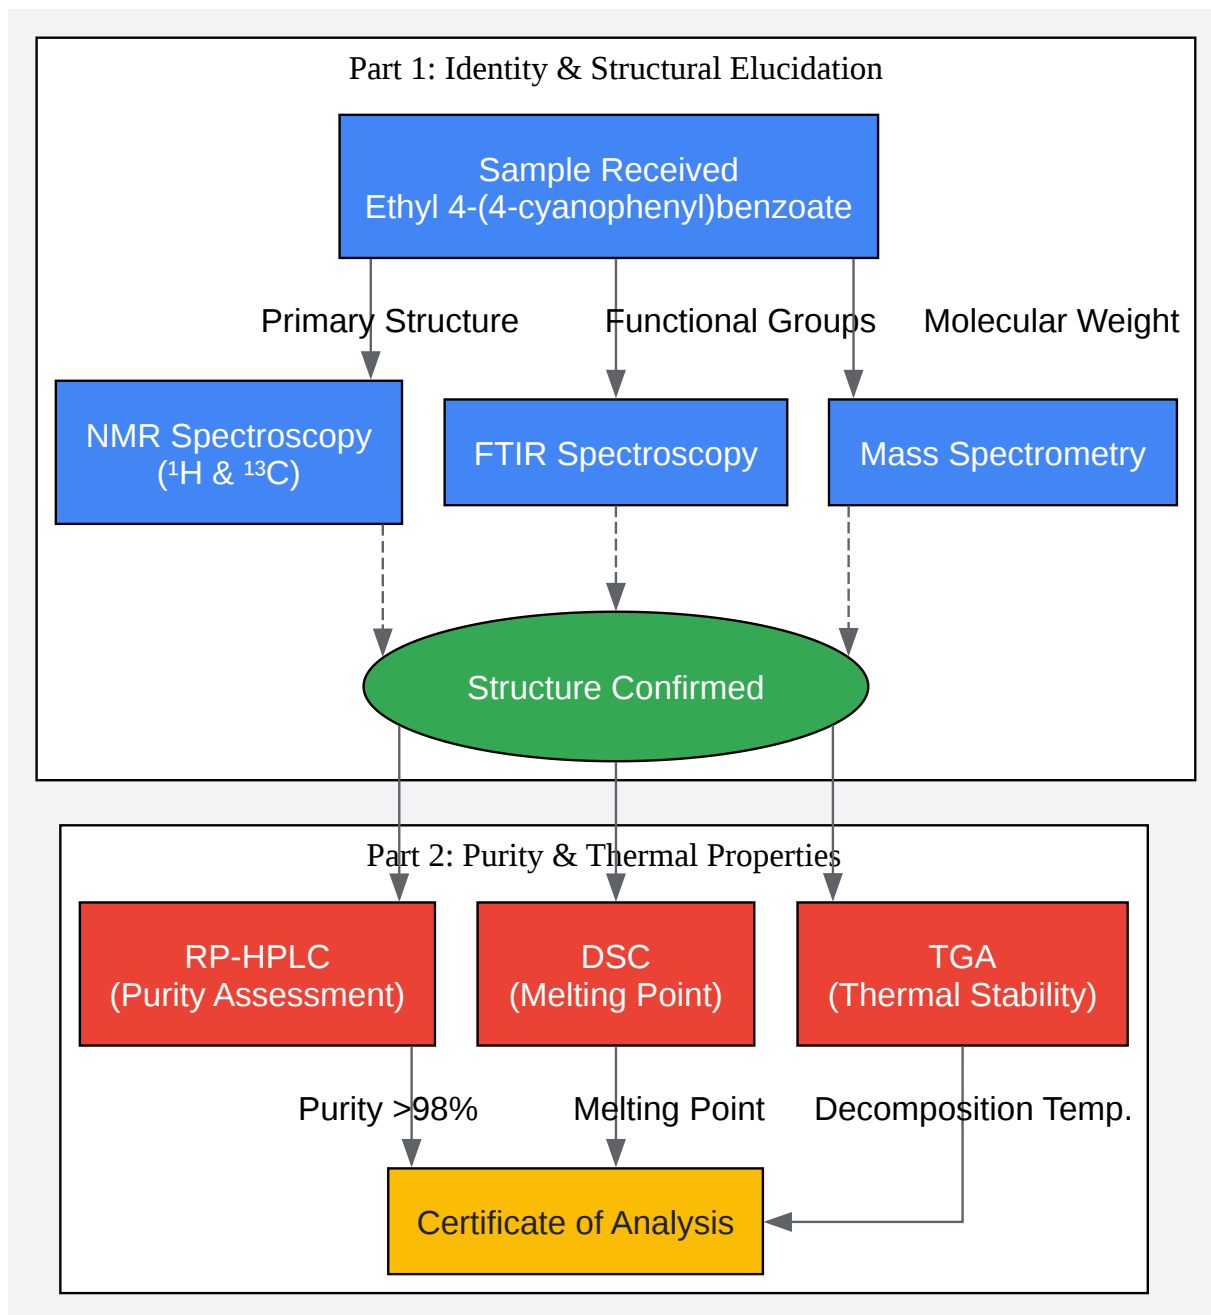 Part 1: Identity & Structural Elucidation
Sample Received
Ethyl 4-(4-cyanophenyl)benzoate
Primary Structure
Functional Groups
Molecular Weight
NMR Spectroscopy
(¹H & ¹³C)
FTIR Spectroscopy
Mass Spectrometry
Structure Confirmed
Part 2: Purity & Thermal Properties
RP-HPLC
(Purity Assessment)
DSC
(Melting Point)
TGA
(Thermal Stability)
Purity >98%
Melting Point
Decomposition Temp.
Certificate of Analysis